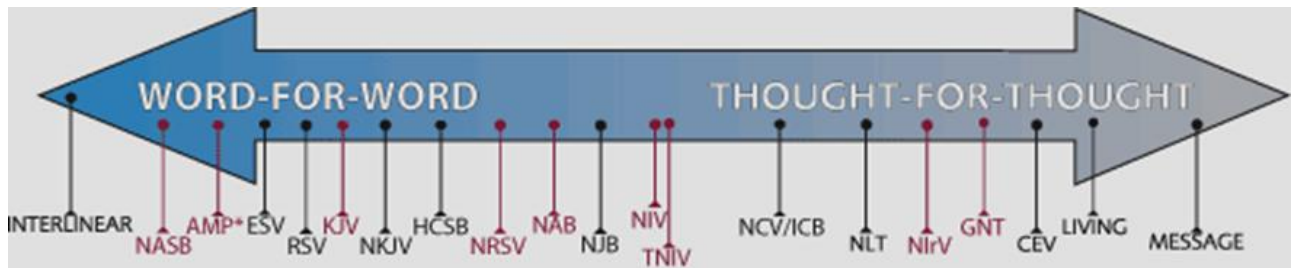 WORD-FOR-WORD THOUGHT-FOR-THOUGHT
INTERLINEAR AMP* ESV KJV HCSB NAB NIV NCV/ICB GNT LIVING
NASB RSV NKJV NRSV NJB TNIV NLT NIrV CEV MESSAGE